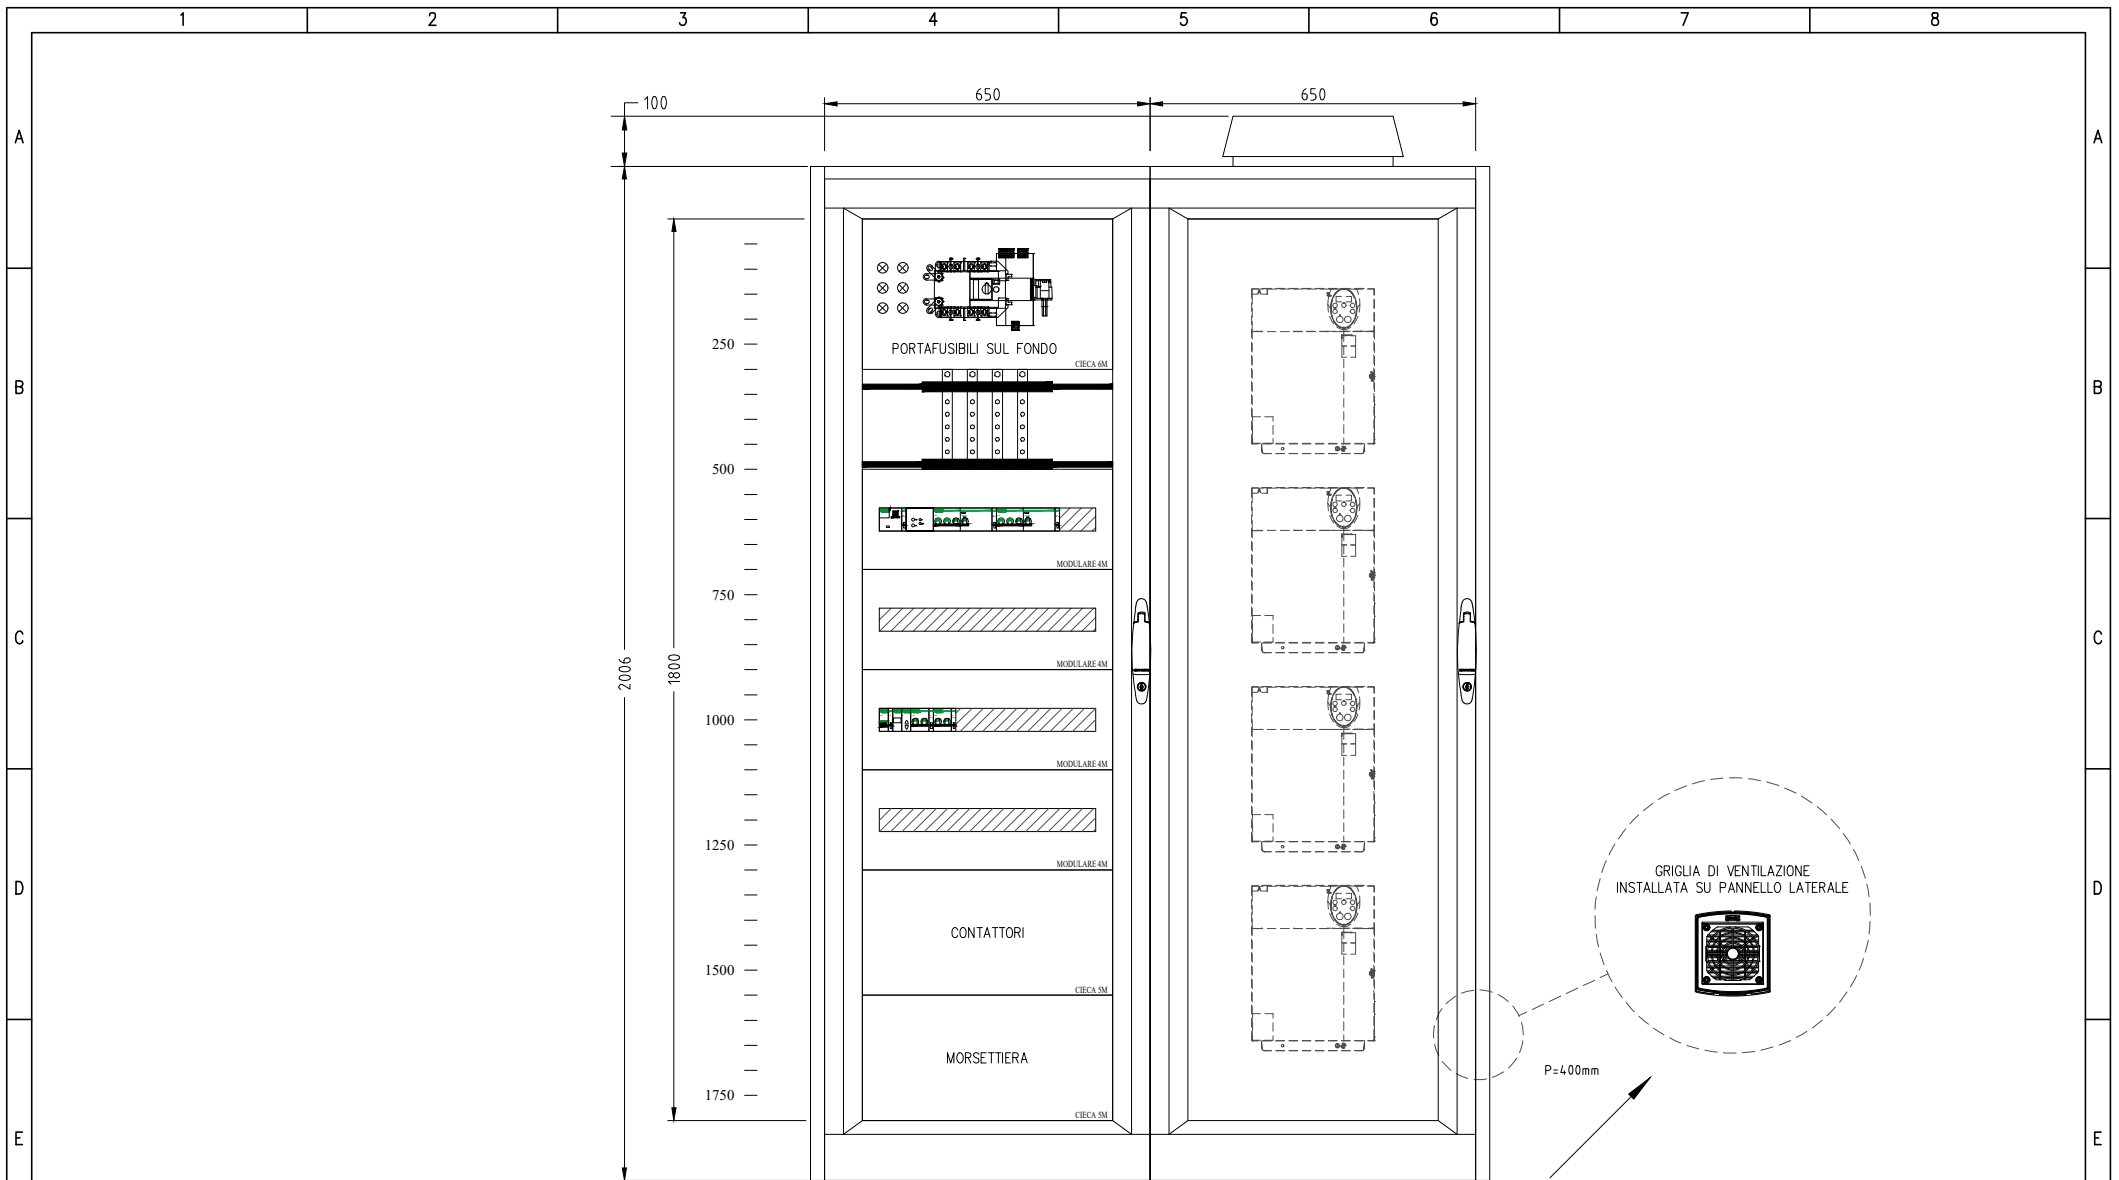 1 2 3 4 5 6 7 8
100 650 650
A A
250
PORTAFUSIBILI SUL FONDO
CIECA 6M
B B
500
MODULARE 4M
750
C C
2006 1800
MODULARE 4M
1000
MODULARE 4M
1250
MODULARE 4M
GRIGLIA DI VENTILAZIONE
INSTALLATA SU PANNELLO LATERALE
D D
CONTATTORI
1500
CIECA 5M
MORSETTIERA
P=400mm
1750
CIECA 5M
E E